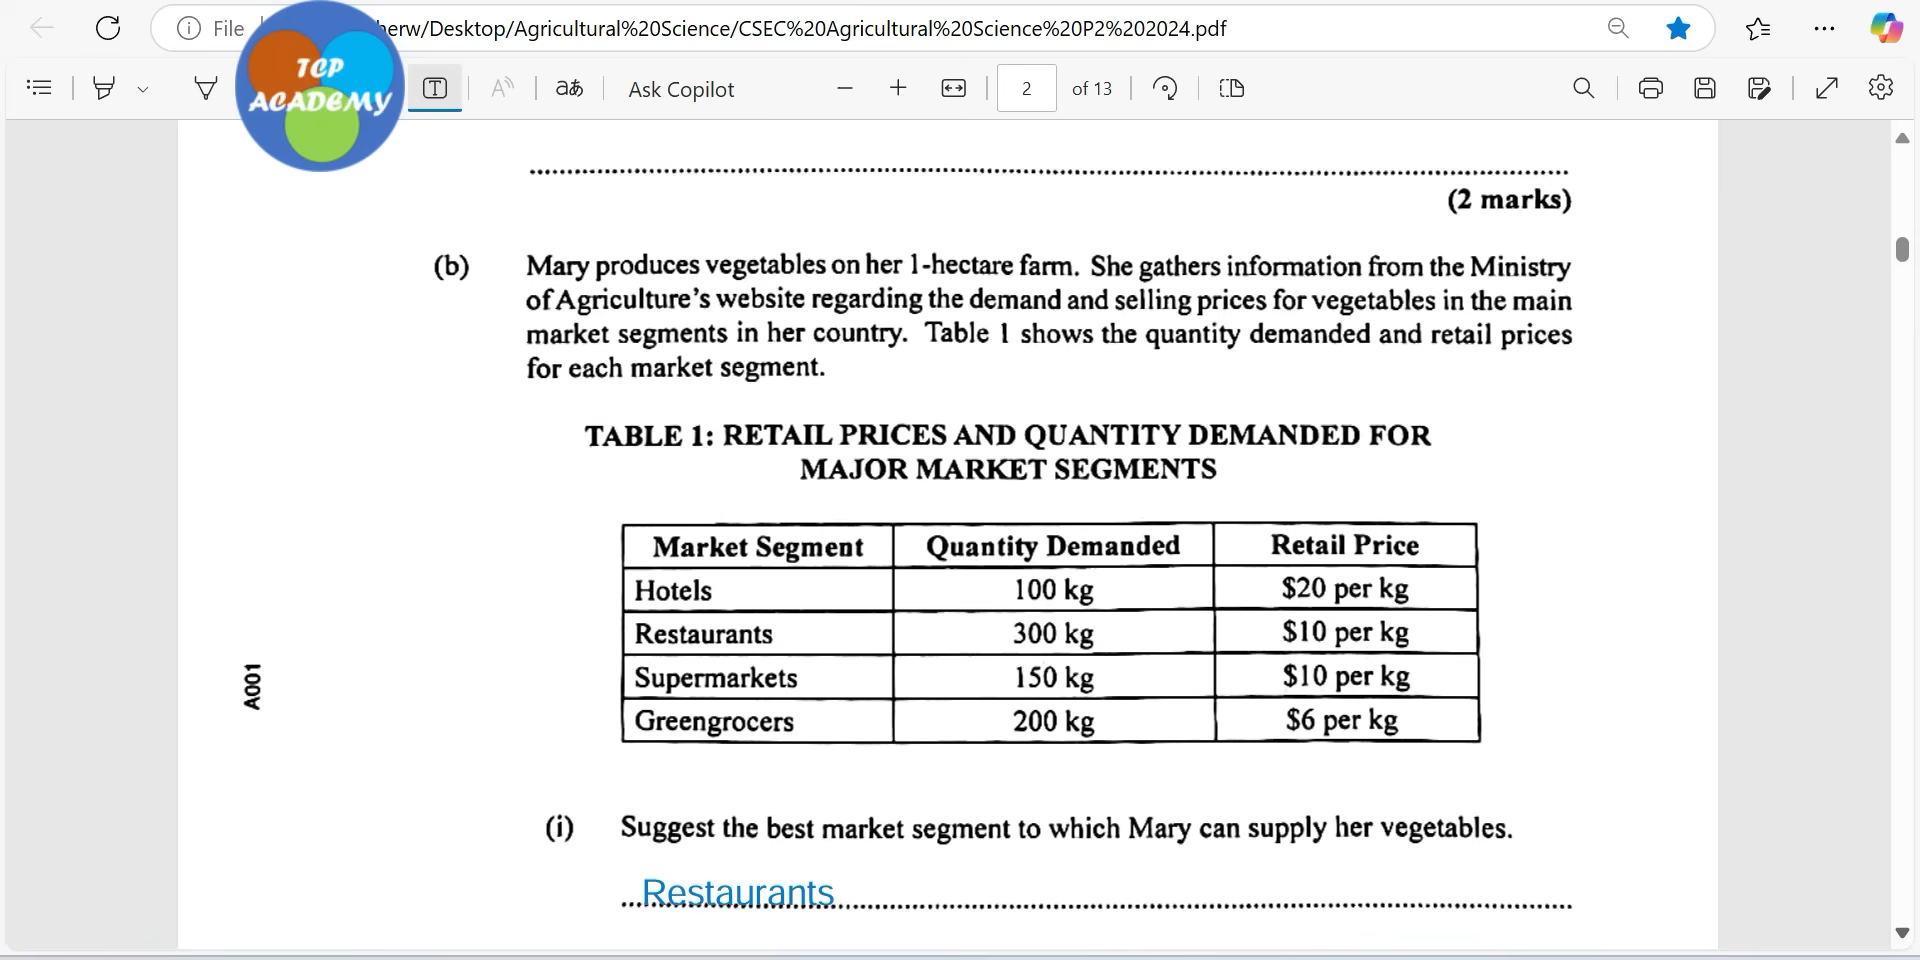 File
herw/Desktop/Agricultural%20Science/CSEC%20Agricultural%20Science%20P2%202024.pdf
TCP
ACADEMY
Ask Copilot
2 of 13
(2 marks)
(b) Mary produces vegetables on her 1-hectare farm. She gathers information from the Ministry
of Agriculture's website regarding the demand and selling prices for vegetables in the main
market segments in her country. Table 1 shows the quantity demanded and retail prices
for each market segment.
TABLE 1: RETAIL PRICES AND QUANTITY DEMANDED FOR
MAJOR MARKET SEGMENTS
Market Segment Quantity Demanded Retail Price
Hotels 100 kg $20 per kg
Restaurants 300 kg $10 per kg
Supermarkets 150 kg $10 per kg
Greengrocers 200 kg $6 per kg
A001
(i) Suggest the best market segment to which Mary can supply her vegetables.
Restaurants